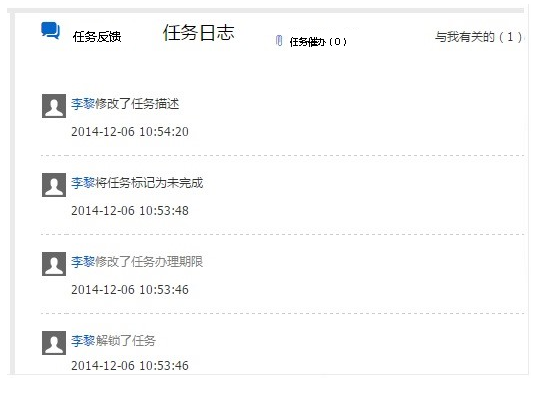 任务反馈 任务日志 任务催办(0) 与我有关的(1)
李黎修改了任务描述
2014-12-06 10:54:20
李黎将任务标记为未完成
2014-12-06 10:53:48
李黎修改了任务办理期限
2014-12-06 10:53:46
李黎解锁了任务
2014-12-06 10:53:46